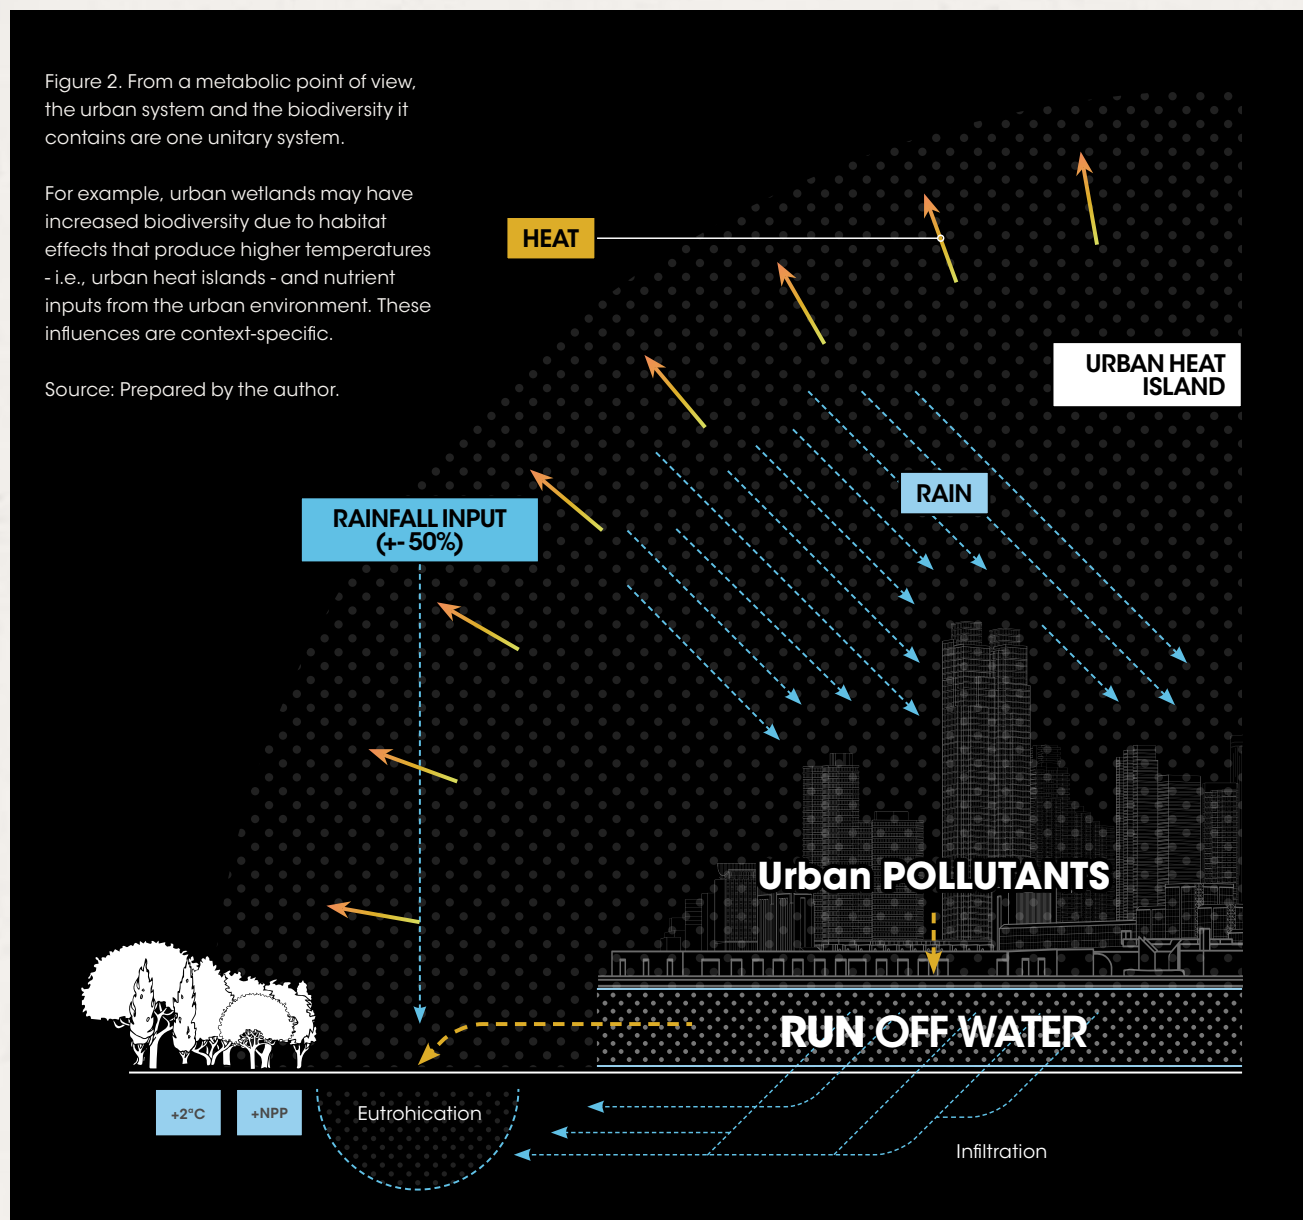 Figure 2. From a metabolic point of view,
the urban system and the biodiversity it
contains are one unitary system.
For example, urban wetlands may have
increased biodiversity due to habitat
effects that produce higher temperatures
- i.e., urban heat islands - and nutrient
inputs from the urban environment. These
influences are context-specific.
Source: Prepared by the author.
HEAT
URBAN HEAT
ISLAND
RAIN
RAINFALL INPUT
(+- 50%)
Urban POLLUTANTS
RUN OFF WATER
+2°C
+NPP
Eutrohication
Infiltration